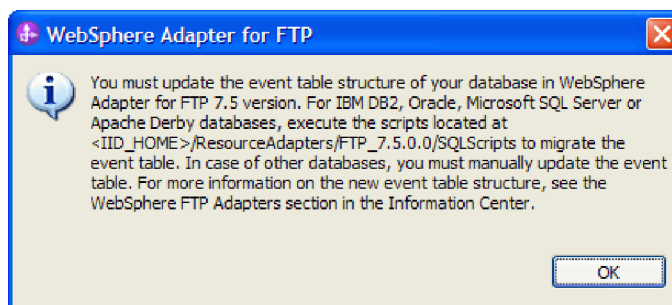 WebSphere Adapter for FTP
You must update the event table structure of your database in WebSphere
Adapter for FTP 7.5 version. For IBM DB2, Oracle, Microsoft SQL Server or
Apache Derby databases, execute the scripts located at
<IID_HOME>/ResourceAdapters/FTP_7.5.0.0/SQLScripts to migrate the
event table. In case of other databases, you must manually update the event
table. For more information on the new event table structure, see the
WebSphere FTP Adapters section in the Information Center.
OK